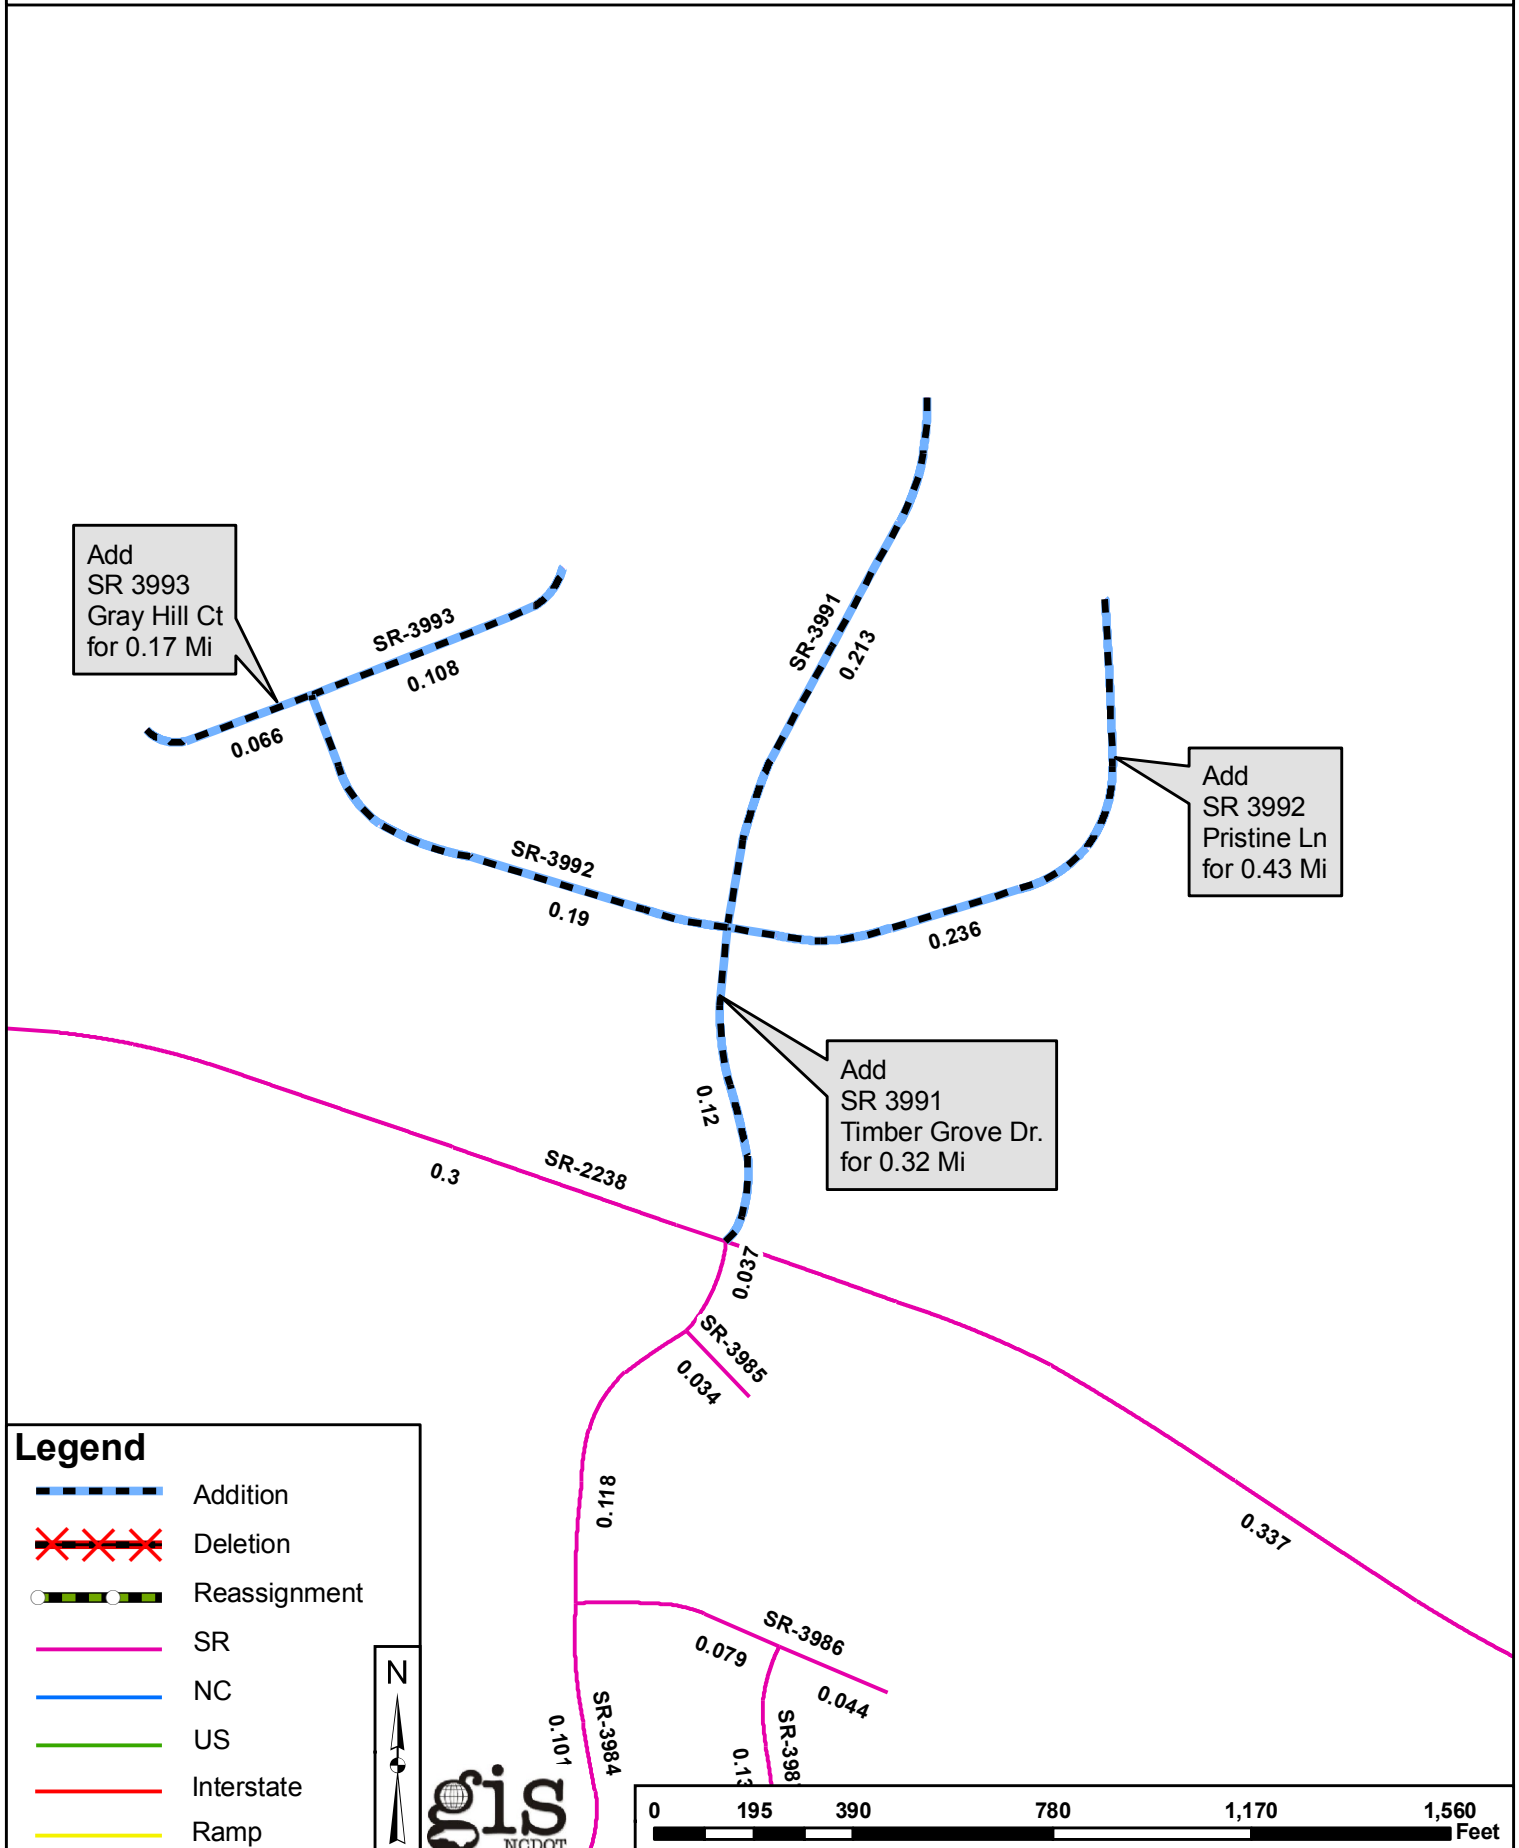 Add
SR 3993
Gray Hill Ct
for 0.17 Mi
SR-3993
0.108
0.066
SR-3991
0.213
Add
SR 3992
Pristine Ln
for 0.43 Mi
SR-3992
0.19
0.236
Add
SR 3991
Timber Grove Dr.
for 0.32 Mi
0.12
SR-2238
0.3
0.037
SR-3985
0.034
0.118
0.337
SR-3986
0.079
0.044
SR-3984
0.101
Legend
Addition
Deletion
Reassignment
SR
NC
US
Interstate
Ramp
N
gis
NCDOT
0 195 390 780 1,170 1,560
Feet